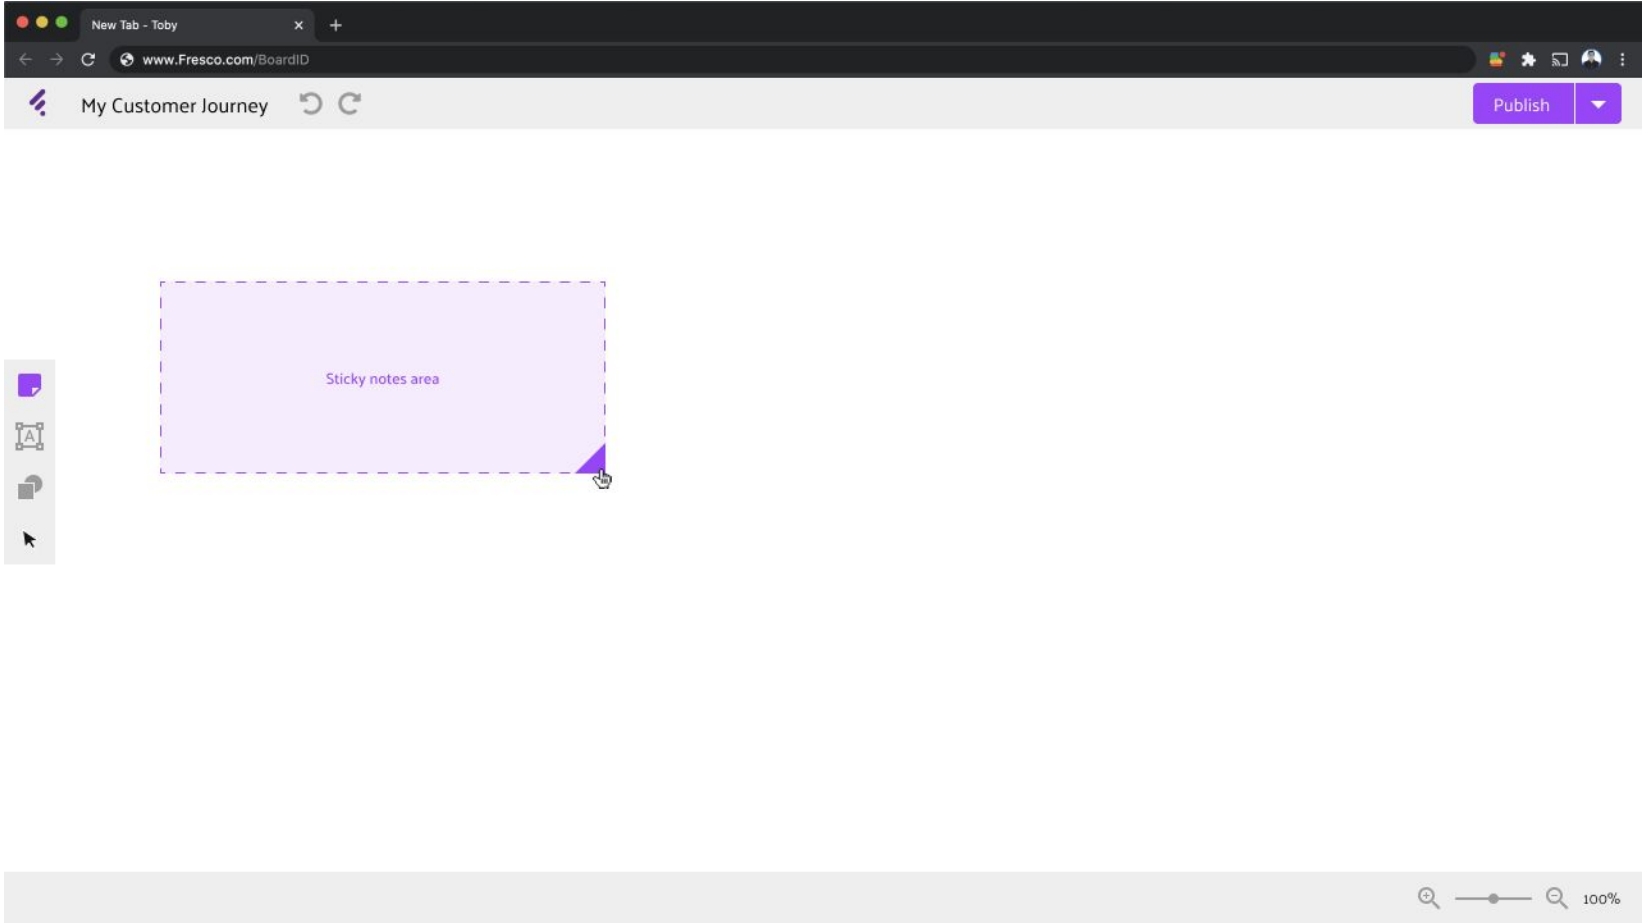 New Tab - Toby
www.Fresco.com/BoardID
My Customer Journey
Publish
Sticky notes area
A
100%